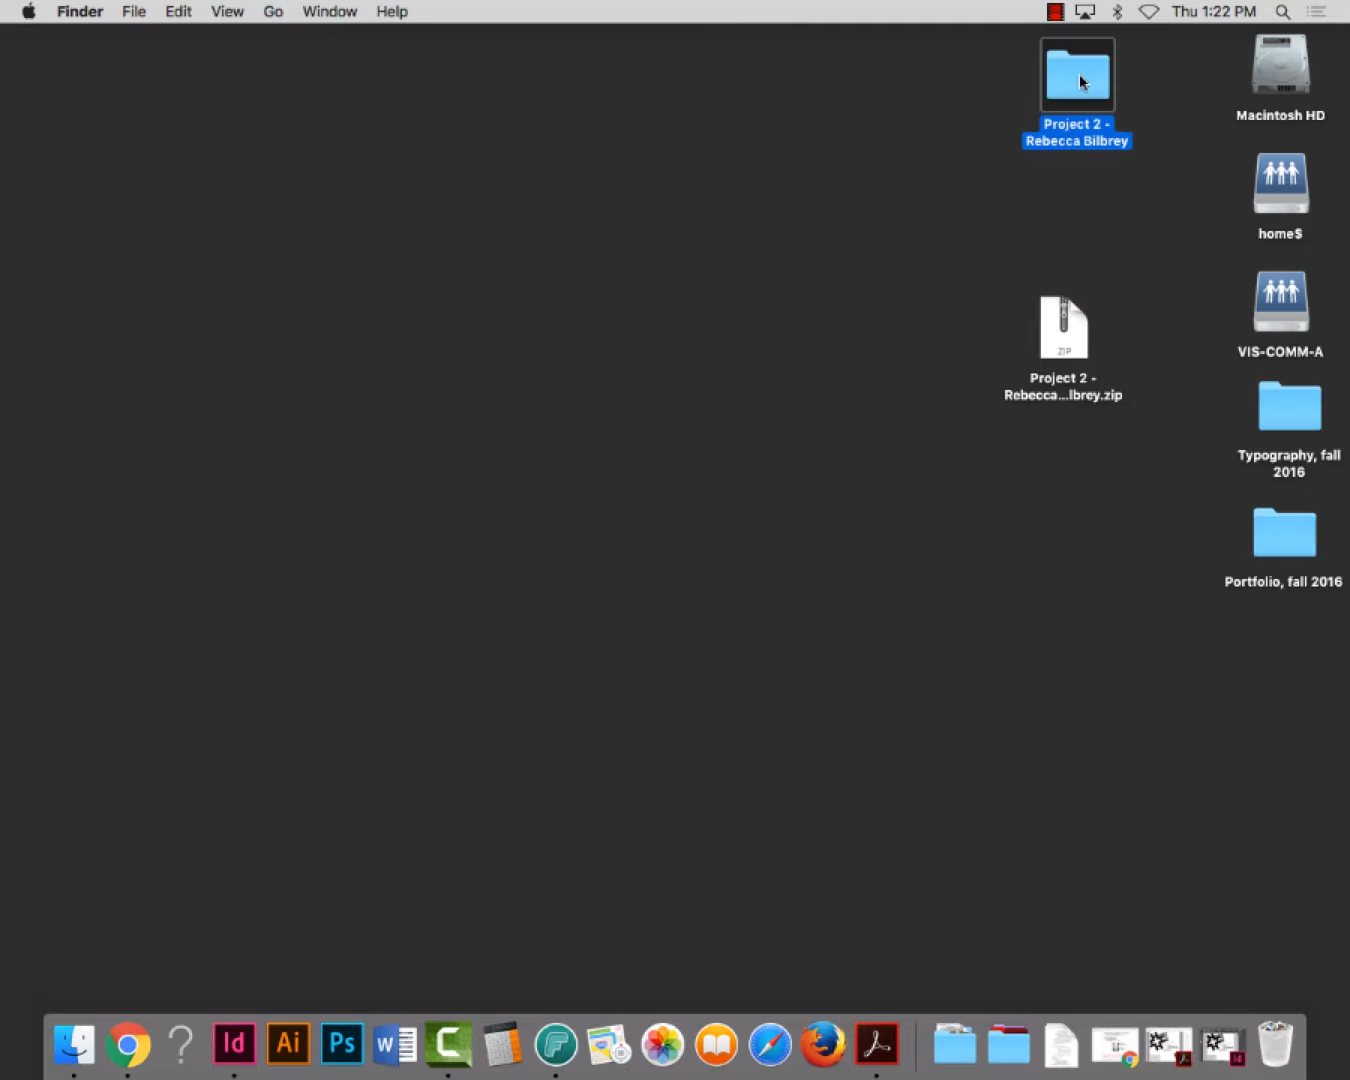 Finder File Edit View Go Window Help Thu 1:22 PM
Project 2 -
Rebecca Bilbrey
Macintosh HD
home$
ZIP
Project 2 -
Rebecca...lbrey.zip
VIS-COMM-A
Typography, fall
2016
Portfolio, fall 2016
? Id Ai Ps W C